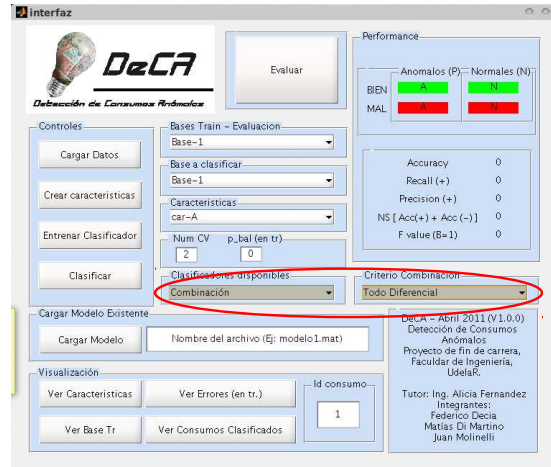 interfaz
DeCA
Detección de Consumos Anómalos
Evaluar
Performance
Anomalos (P) Normales (N)
BIEN A N
MAL A N
Accuracy 0
Recall (+) 0
Precision (+) 0
NS [ Acc(+) + Acc (-)] 0
F value (B=1) 0
Controles
Cargar Datos
Crear caracteristicas
Entrenar Clasificador
Clasificar
Bases Train - Evaluacion
Base-1
Base a clasificar
Base-1
Caracteristicas
car-A
Num CV p_bal (en tr)
2 0
Clasificadores disponibles
Combinación
Criterio Combinacion
Todo Diferencial
Cargar Modelo Existente
Cargar Modelo
Nombre del archivo (Ej: modelo1.mat)
Visualización
Ver Caracteristicas
Ver Errores (en tr.)
Ver Base Tr
Ver Consumos Clasificados
Id consumo
1
DeCA - Abril 2011 (V1.0.0)
Detección de Consumos
Anómalos
Proyecto de fin de carrera,
Faculdar de Ingeniería,
UdelaR.
Tutor: Ing. Alicia Fernandez
Integrantes:
Federico Decia
Matías Di Martino
Juan Molinelli